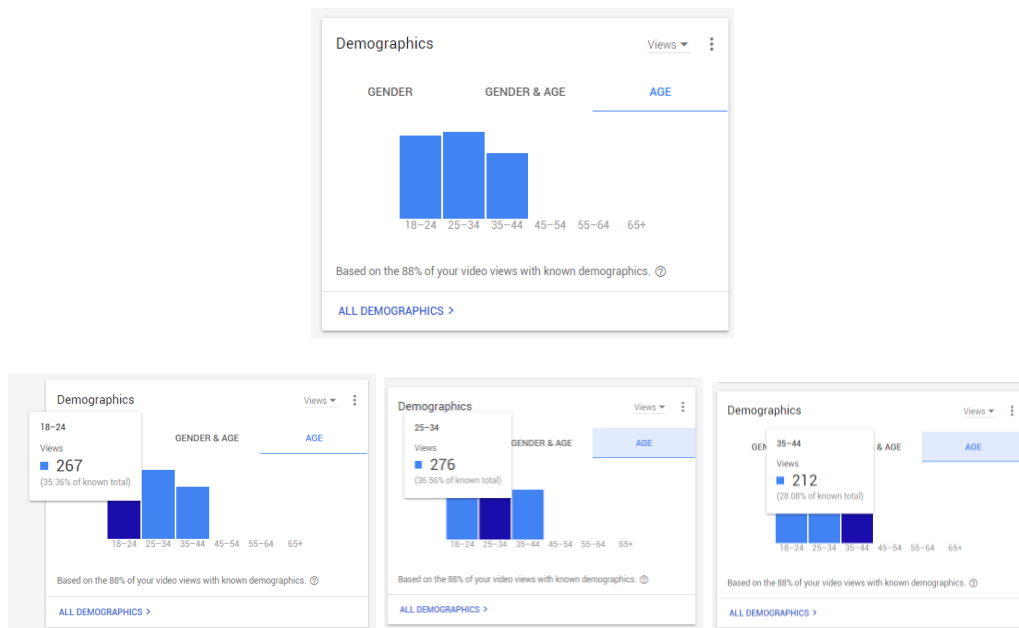 Demographics
Views
GENDER GENDER & AGE AGE
18–24 25–34 35–44 45–54 55–64 65+
Based on the 88% of your video views with known demographics.
ALL DEMOGRAPHICS
Demographics
Views
18–24
Views
267
(35.36% of known total)
GENDER & AGE AGE
18–24 25–34 35–44 45–54 55–64 65+
Based on the 88% of your video views with known demographics.
ALL DEMOGRAPHICS
Demographics
Views
25–34
Views
276
(36.56% of known total)
GENDER & AGE AGE
18–24 25–34 35–44 45–54 55–64 65+
Based on the 88% of your video views with known demographics.
ALL DEMOGRAPHICS
Demographics
Views
35–44
Views
212
(28.08% of known total)
GEN & AGE AGE
18–24 25–34 35–44 45–54 55–64 65+
Based on the 88% of your video views with known demographics.
ALL DEMOGRAPHICS